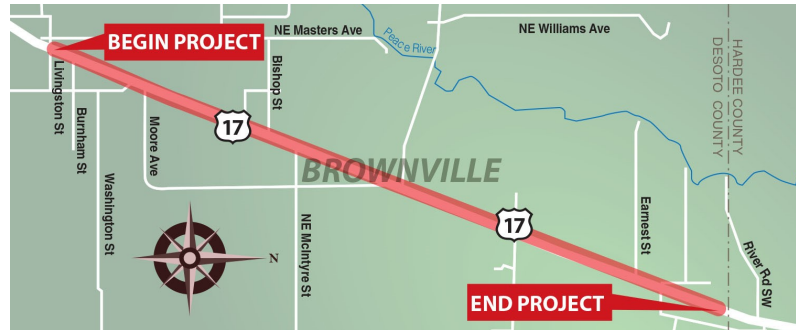 BEGIN PROJECT
NE Masters Ave
Peace River
NE Williams Ave
HARDEE COUNTY
DESOTO COUNTY
Livingston St
Burnham St
Washington St
Moore Ave
Bishop St
17
BROWNVILLE
NE McIntyre St
N
17
Earnest St
River Rd SW
END PROJECT